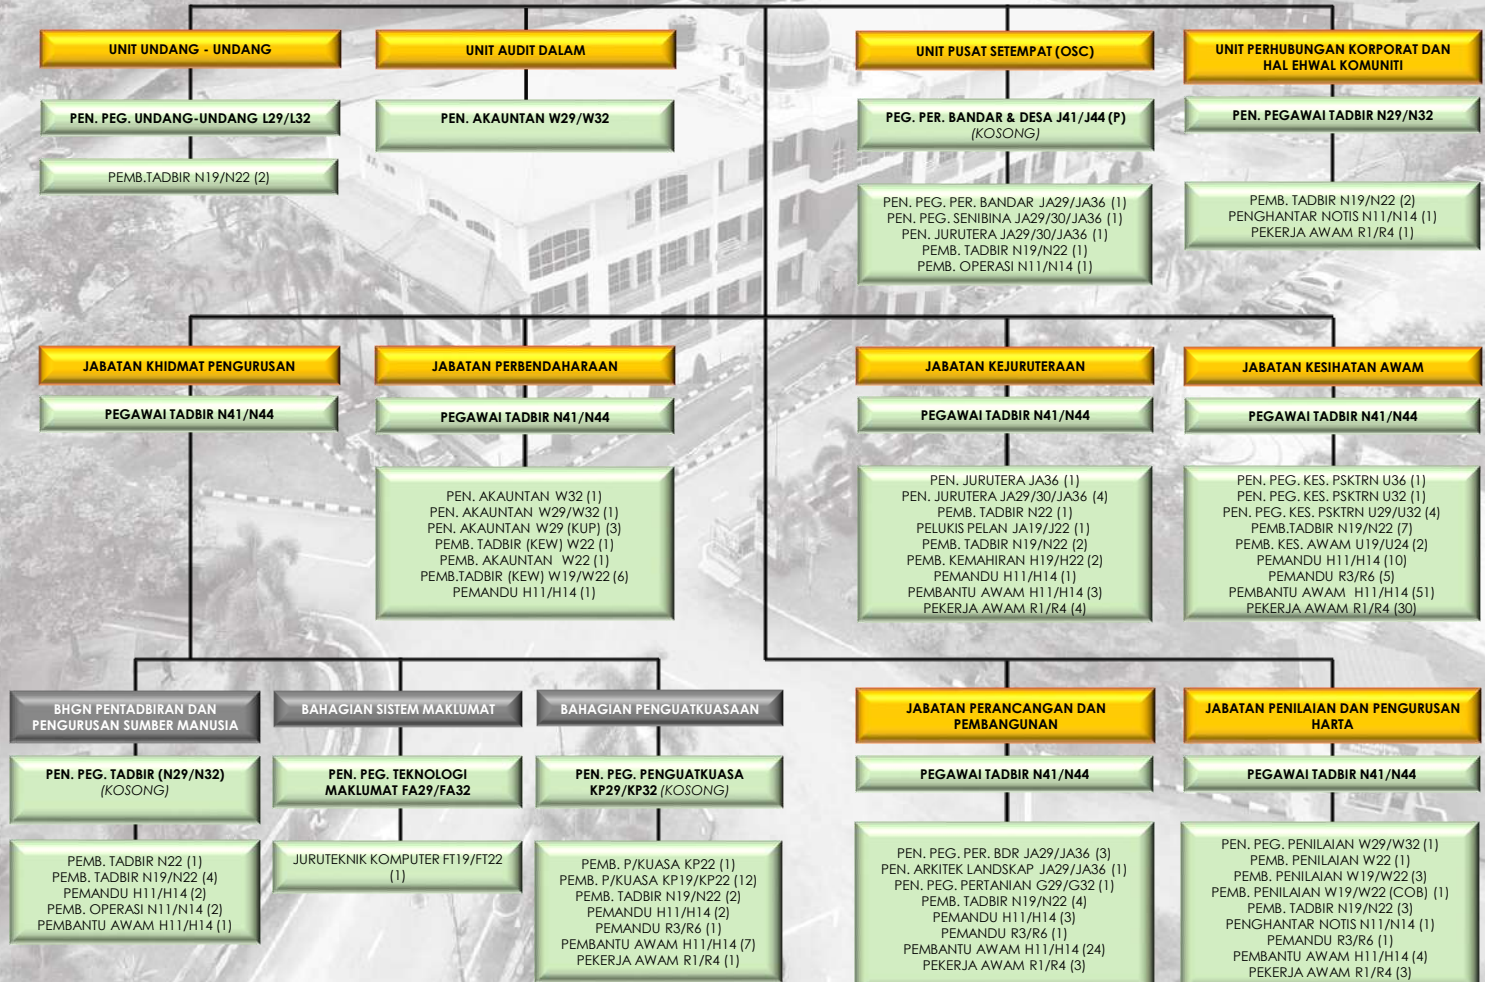 UNIT UNDANG - UNDANG
PEN. PEG. UNDANG-UNDANG L29/L32
PEMB.TADBIR N19/N22 (2)
UNIT AUDIT DALAM
PEN. AKAUNTAN W29/W32
UNIT PUSAT SETEMPAT (OSC)
PEG. PER. BANDAR & DESA J41/J44 (P)
(KOSONG)
PEN. PEG. PER. BANDAR JA29/JA36 (1)
PEN. PEG. SENIBINA JA29/30/JA36 (1)
PEN. JURUTERA JA29/30/JA36 (1)
PEMB. TADBIR N19/N22 (1)
PEMB. OPERASI N11/N14 (1)
UNIT PERHUBUNGAN KORPORAT DAN
HAL EHWAL KOMUNITI
PEN. PEGAWAI TADBIR N29/N32
PEMB. TADBIR N19/N22 (2)
PENGHANTAR NOTIS N11/N14 (1)
PEKERJA AWAM R1/R4 (1)
JABATAN KHIDMAT PENGURUSAN
PEGAWAI TADBIR N41/N44
JABATAN PERBENDAHARAAN
PEGAWAI TADBIR N41/N44
PEN. AKAUNTAN W32 (1)
PEN. AKAUNTAN W29/W32 (1)
PEN. AKAUNTAN W29 (KUP) (3)
PEMB. TADBIR (KEW) W22 (1)
PEMB. AKAUNTAN W22 (1)
PEMB.TADBIR (KEW) W19/W22 (6)
PEMANDU H11/H14 (1)
JABATAN KEJURUTERAAN
PEGAWAI TADBIR N41/N44
PEN. JURUTERA JA36 (1)
PEN. JURUTERA JA29/30/JA36 (4)
PEMB. TADBIR N22 (1)
PELUKIS PELAN JA19/J22 (1)
PEMB. TADBIR N19/N22 (2)
PEMB. KEMAHIRAN H19/H22 (2)
PEMANDU H11/H14 (1)
PEMBANTU AWAM H11/H14 (3)
PEKERJA AWAM R1/R4 (4)
JABATAN KESIHATAN AWAM
PEGAWAI TADBIR N41/N44
PEN. PEG. KES. PSKTRN U36 (1)
PEN. PEG. KES. PSKTRN U32 (1)
PEN. PEG. KES. PSKTRN U29/U32 (4)
PEMB.TADBIR N19/N22 (7)
PEMB. KES. AWAM U19/U24 (2)
PEMANDU H11/H14 (10)
PEMANDU R3/R6 (5)
PEMBANTU AWAM H11/H14 (51)
PEKERJA AWAM R1/R4 (30)
BHGN PENTADBIRAN DAN
PENGURUSAN SUMBER MANUSIA
PEN. PEG. TADBIR (N29/N32)
(KOSONG)
PEMB. TADBIR N22 (1)
PEMB. TADBIR N19/N22 (4)
PEMANDU H11/H14 (2)
PEMB. OPERASI N11/N14 (2)
PEMBANTU AWAM H11/H14 (1)
BAHAGIAN SISTEM MAKLUMAT
PEN. PEG. TEKNOLOGI
MAKLUMAT FA29/FA32
JURUTEKNIK KOMPUTER FT19/FT22
(1)
BAHAGIAN PENGUATKUASAAN
PEN. PEG. PENGUATKUASA
KP29/KP32 (KOSONG)
PEMB. P/KUASA KP22 (1)
PEMB. P/KUASA KP19/KP22 (12)
PEMB. TADBIR N19/N22 (2)
PEMANDU H11/H14 (2)
PEMANDU R3/R6 (1)
PEMBANTU AWAM H11/H14 (7)
PEKERJA AWAM R1/R4 (1)
JABATAN PERANCANGAN DAN
PEMBANGUNAN
PEGAWAI TADBIR N41/N44
PEN. PEG. PER. BDR JA29/JA36 (3)
PEN. ARKITEK LANDSKAP JA29/JA36 (1)
PEN. PEG. PERTANIAN G29/G32 (1)
PEMB. TADBIR N19/N22 (4)
PEMANDU H11/H14 (3)
PEMANDU R3/R6 (1)
PEMBANTU AWAM H11/H14 (24)
PEKERJA AWAM R1/R4 (3)
JABATAN PENILAIAN DAN PENGURUSAN
HARTA
PEGAWAI TADBIR N41/N44
PEN. PEG. PENILAIAN W29/W32 (1)
PEMB. PENILAIAN W22 (1)
PEMB. PENILAIAN W19/W22 (3)
PEMB. PENILAIAN W19/W22 (COB) (1)
PEMB. TADBIR N19/N22 (3)
PENGHANTAR NOTIS N11/N14 (1)
PEMANDU R3/R6 (1)
PEMBANTU AWAM H11/H14 (4)
PEKERJA AWAM R1/R4 (3)